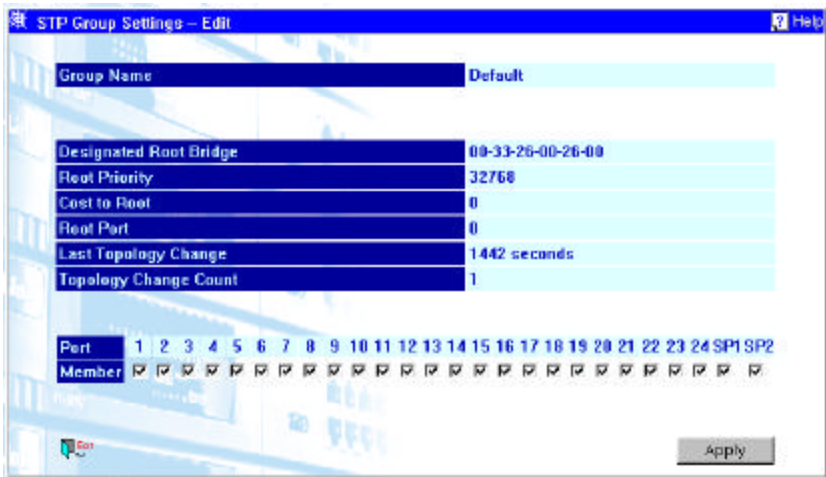 STP Group Settings – Edit ? Help
Group Name Default
Designated Root Bridge 00-33-26-00-26-00
Root Priority 32768
Cost to Root 0
Root Port 0
Last Topology Change 1442 seconds
Topology Change Count 1
Port 1 2 3 4 5 6 7 8 9 10 11 12 13 14 15 16 17 18 19 20 21 22 23 24 SP1 SP2
Member
Exit Apply